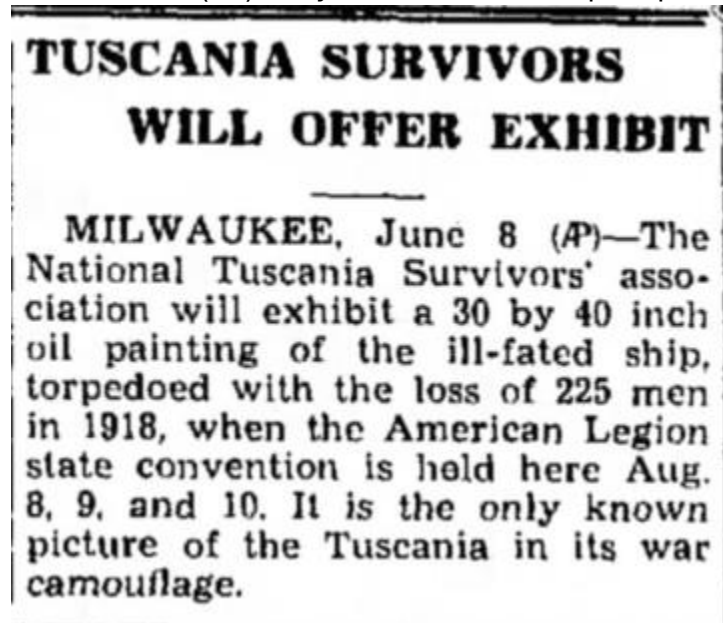 TUSCANIA SURVIVORS
WILL OFFER EXHIBIT
MILWAUKEE, June 8 (AP)—The
National Tuscania Survivors' asso-
ciation will exhibit a 30 by 40 inch
oil painting of the ill-fated ship,
torpedoed with the loss of 225 men
in 1918, when the American Legion
state convention is held here Aug.
8, 9, and 10. It is the only known
picture of the Tuscania in its war
camouflage.